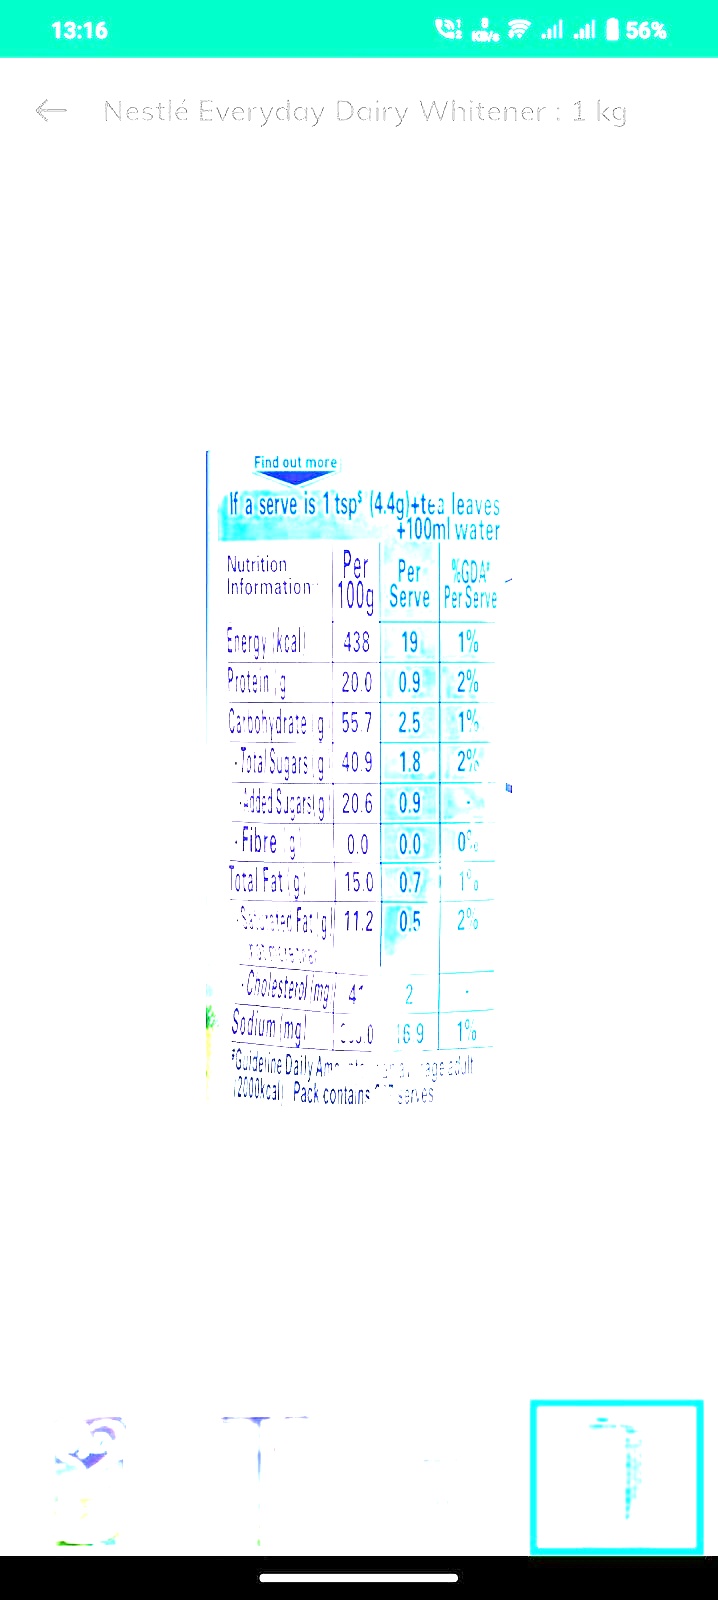 13:16
8
KB/s
56%
Nestlé Everyday Dairy Whitener : 1 kg
Find out more
If a serve is 1 tsp$ (4.4g)+tea leaves
+100ml water
Nutrition Information Per 100g Per Serve %GDA# Per Serve
Energy (kcal) 438 19 1%
Protein (g) 20.0 0.9 2%
Carbohydrate (g) 55.7 2.5 1%
-Total Sugars (g) 40.9 1.8 2%
-Added Sugars (g) 20.6 0.9 -
-Fibre (g) 0.0 0.0 0%
Total Fat (g) 15.0 0.7 1%
-Saturated Fat (g) 11.2 0.5 2%
-Cholesterol (mg) 2 -
Sodium (mg) 16.9 1%
#Guideline Daily adult
(2000kcal) Pack contains serves